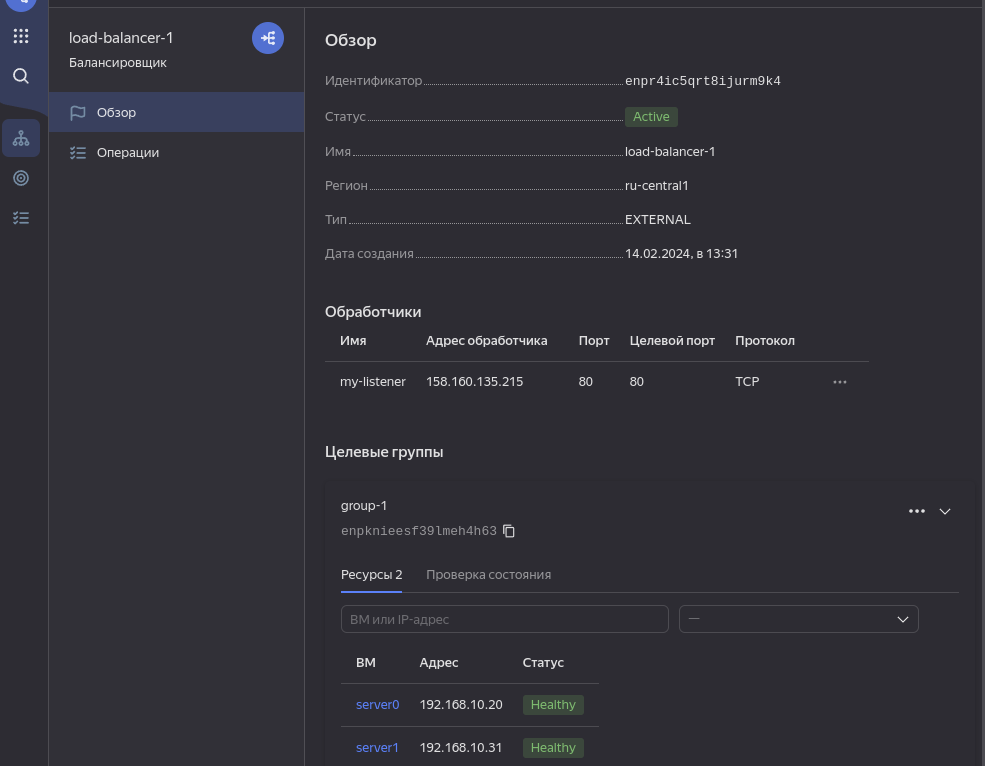 load-balancer-1
Балансировщик
Обзор
Операции
Обзор
Идентификатор enpr4ic5qrt8ijurm9k4
Статус Active
Имя load-balancer-1
Регион ru-central1
Тип EXTERNAL
Дата создания 14.02.2024, в 13:31
Обработчики
Имя Адрес обработчика Порт Целевой порт Протокол
my-listener 158.160.135.215 80 80 TCP
Целевые группы
group-1
enpknieesf39lmeh4h63
Ресурсы 2 Проверка состояния
ВМ или IP-адрес —
ВМ Адрес Статус
server0 192.168.10.20 Healthy
server1 192.168.10.31 Healthy